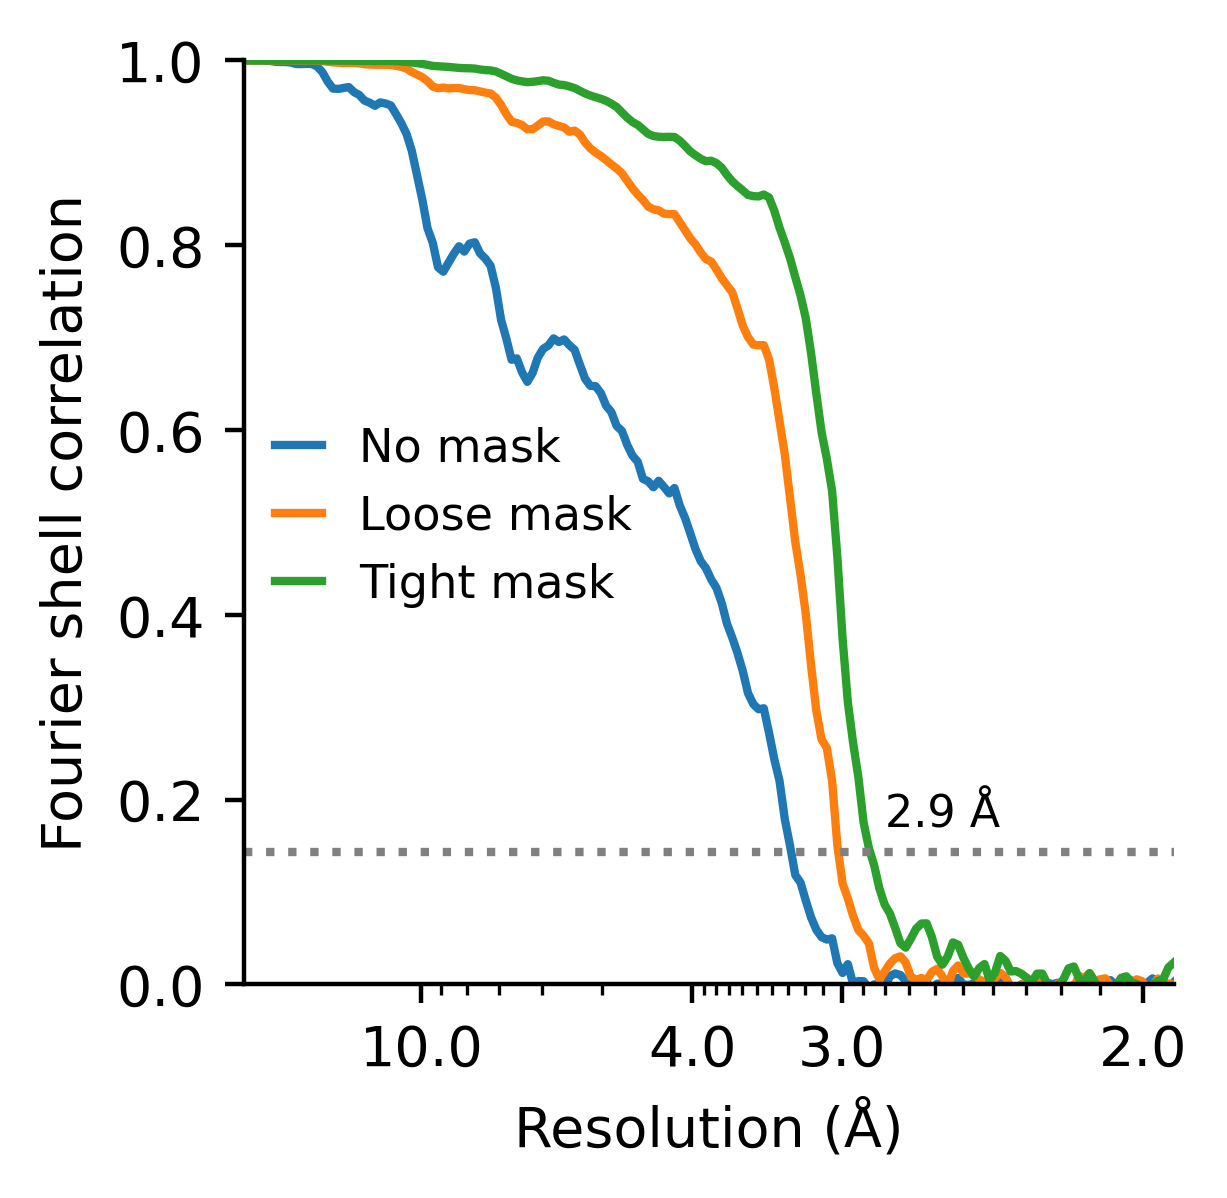 1.0
0.8
0.6
0.4
0.2
0.0
Fourier shell correlation
No mask
Loose mask
Tight mask
2.9 Å
10.0 4.0 3.0 2.0
Resolution (Å)